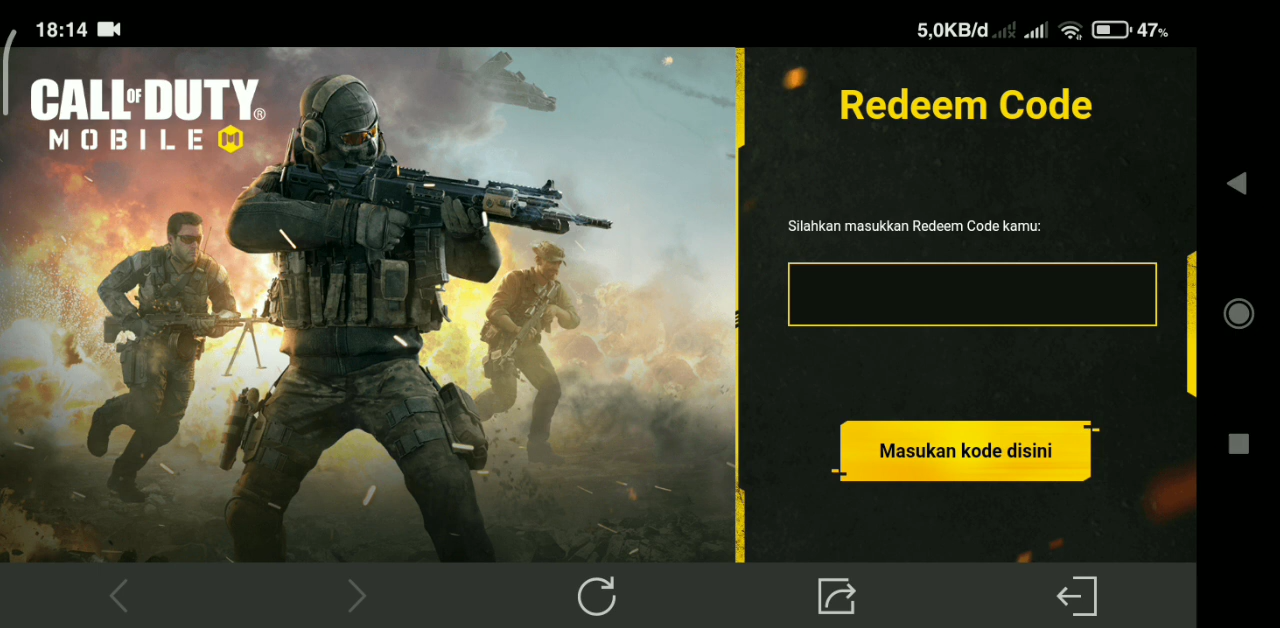 18:14
5,0KB/d
47%
CALL OF DUTY®
MOBILE
Redeem Code
Silahkan masukkan Redeem Code kamu:
Masukan kode disini